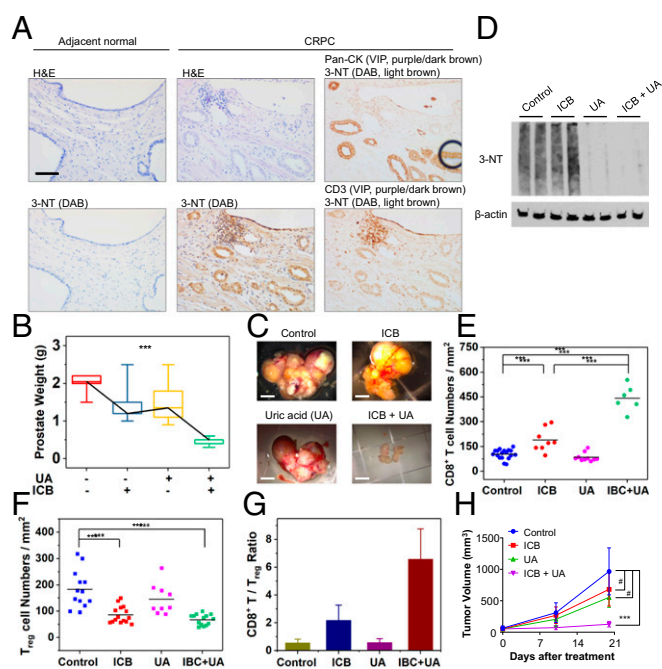 A
Adjacent normal
CRPC
H&E
H&E
Pan-CK (VIP, purple/dark brown)
3-NT (DAB, light brown)
3-NT (DAB)
3-NT (DAB)
CD3 (VIP, purple/dark brown)
3-NT (DAB, light brown)
D
Control
ICB
UA
ICB + UA
3-NT
β-actin
B
Prostate Weight (g)
3
2
1
0
***
UA - - + +
ICB - + - +
C
Control
ICB
Uric acid (UA)
ICB + UA
E
CD8⁺ T cell Numbers / mm²
750
600
450
300
150
0
***
***
***
***
***
***
Control ICB UA IBC+UA
F
Treg cell Numbers / mm²
400
300
200
100
0
Control ICB UA IBC+UA
G
CD8⁺ T / Treg Ratio
10
8
6
4
2
0
Control ICB UA IBC+UA
H
Tumor Volume (mm³)
1500
1000
500
0
Control
ICB
UA
ICB + UA
#
#
***
0 7 14 21
Days after treatment